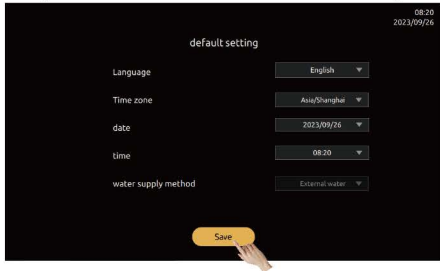 08:20
2023/09/26
default setting
Language English
Time zone Asia/Shanghai
date 2023/09/26
time 08:20
water supply method External water
Save